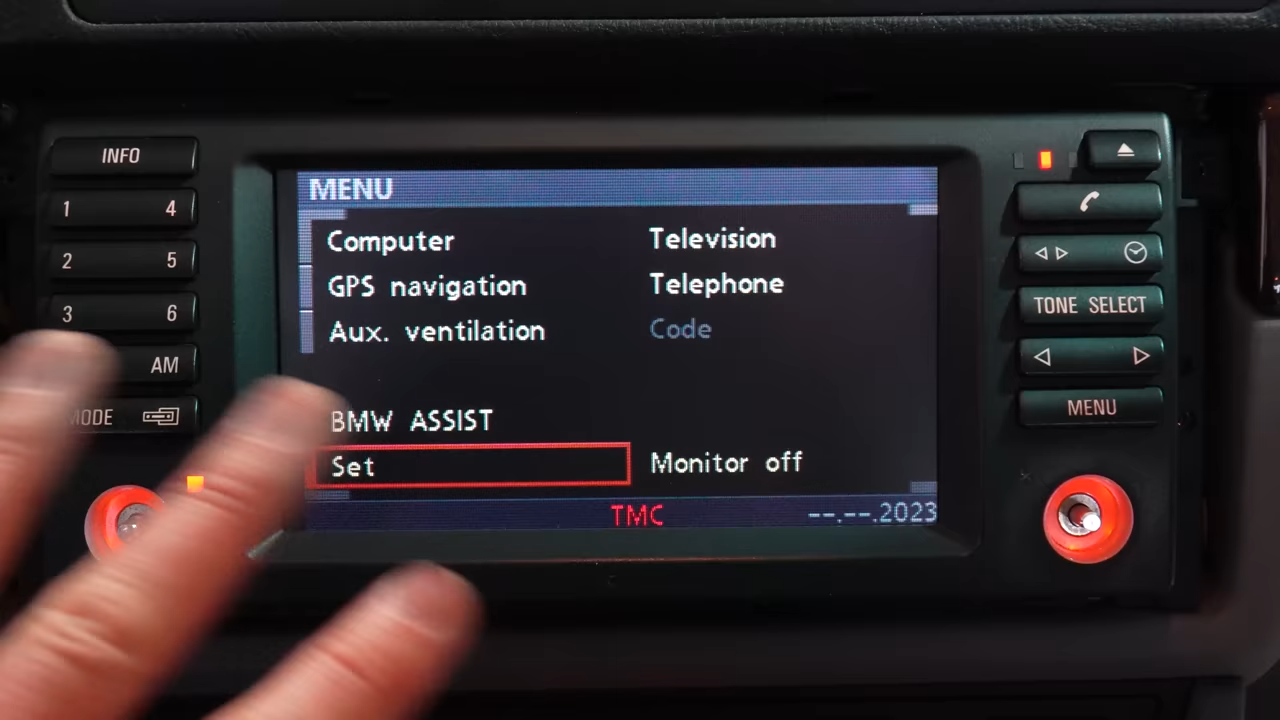 INFO
1 4
2 5
3 6
AM
MODE
MENU
Computer Television
GPS navigation Telephone
Aux. ventilation Code
BMW ASSIST
Set Monitor off
TMC --.--.2023
TONE SELECT
MENU